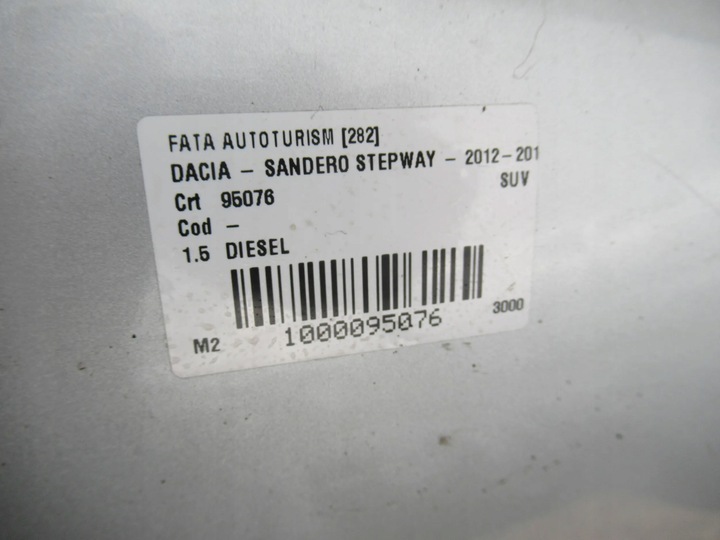 FATA AUTOTURISM [282]
DACIA - SANDERO STEPWAY - 2012-201
SUV
Crt 95076
Cod -
1.5 DIESEL
M2 1000095076 3000